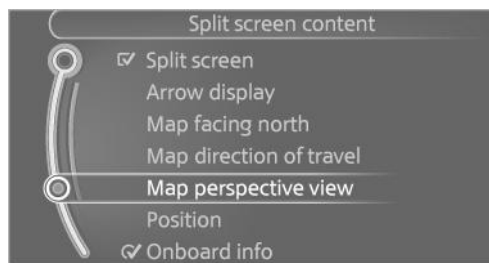 Split screen content
Split screen
Arrow display
Map facing north
Map direction of travel
Map perspective view
Position
Onboard info